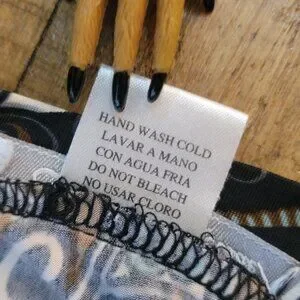 HAND WASH COLD
LAVAR A MANO
CON AGUA FRIA
DO NOT BLEACH
NO USAR CLORO